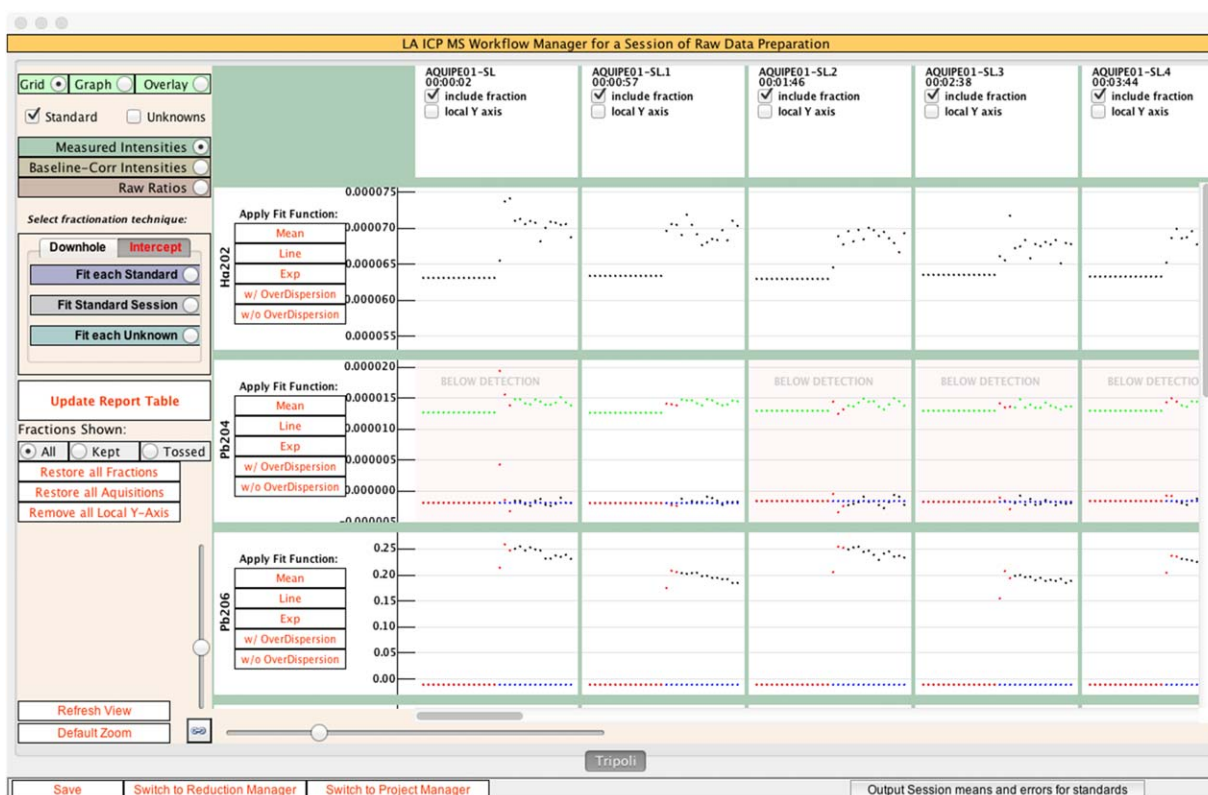 LA ICP MS Workflow Manager for a Session of Raw Data Preparation
Grid Graph Overlay
Standard Unknowns
Measured Intensities
Baseline-Corr Intensities
Raw Ratios
Select fractionation technique:
Downhole Intercept
Fit each Standard
Fit Standard Session
Fit each Unknown
Update Report Table
Fractions Shown:
All Kept Tossed
Restore all Fractions
Restore all Aquisitions
Remove all Local Y-Axis
Refresh View
Default Zoom
AQUIPE01-SL
00:00:02
include fraction
local Y axis
AQUIPE01-SL.1
00:00:57
include fraction
local Y axis
AQUIPE01-SL.2
00:01:46
include fraction
local Y axis
AQUIPE01-SL.3
00:02:38
include fraction
local Y axis
AQUIPE01-SL.4
00:03:44
include fraction
local Y axis
Hg202
Apply Fit Function:
Mean
Line
Exp
w/ OverDispersion
w/o OverDispersion
0.000075
0.000070
0.000065
0.000060
0.000055
Pb204
Apply Fit Function:
Mean
Line
Exp
w/ OverDispersion
w/o OverDispersion
0.000020
0.000015
0.000010
0.000005
0.000000
-0.000005
BELOW DETECTION
BELOW DETECTION
BELOW DETECTION
BELOW DETECTIO
Pb206
Apply Fit Function:
Mean
Line
Exp
w/ OverDispersion
w/o OverDispersion
0.25
0.20
0.15
0.10
0.05
0.00
Tripoli
Save Switch to Reduction Manager Switch to Project Manager Output Session means and errors for standards